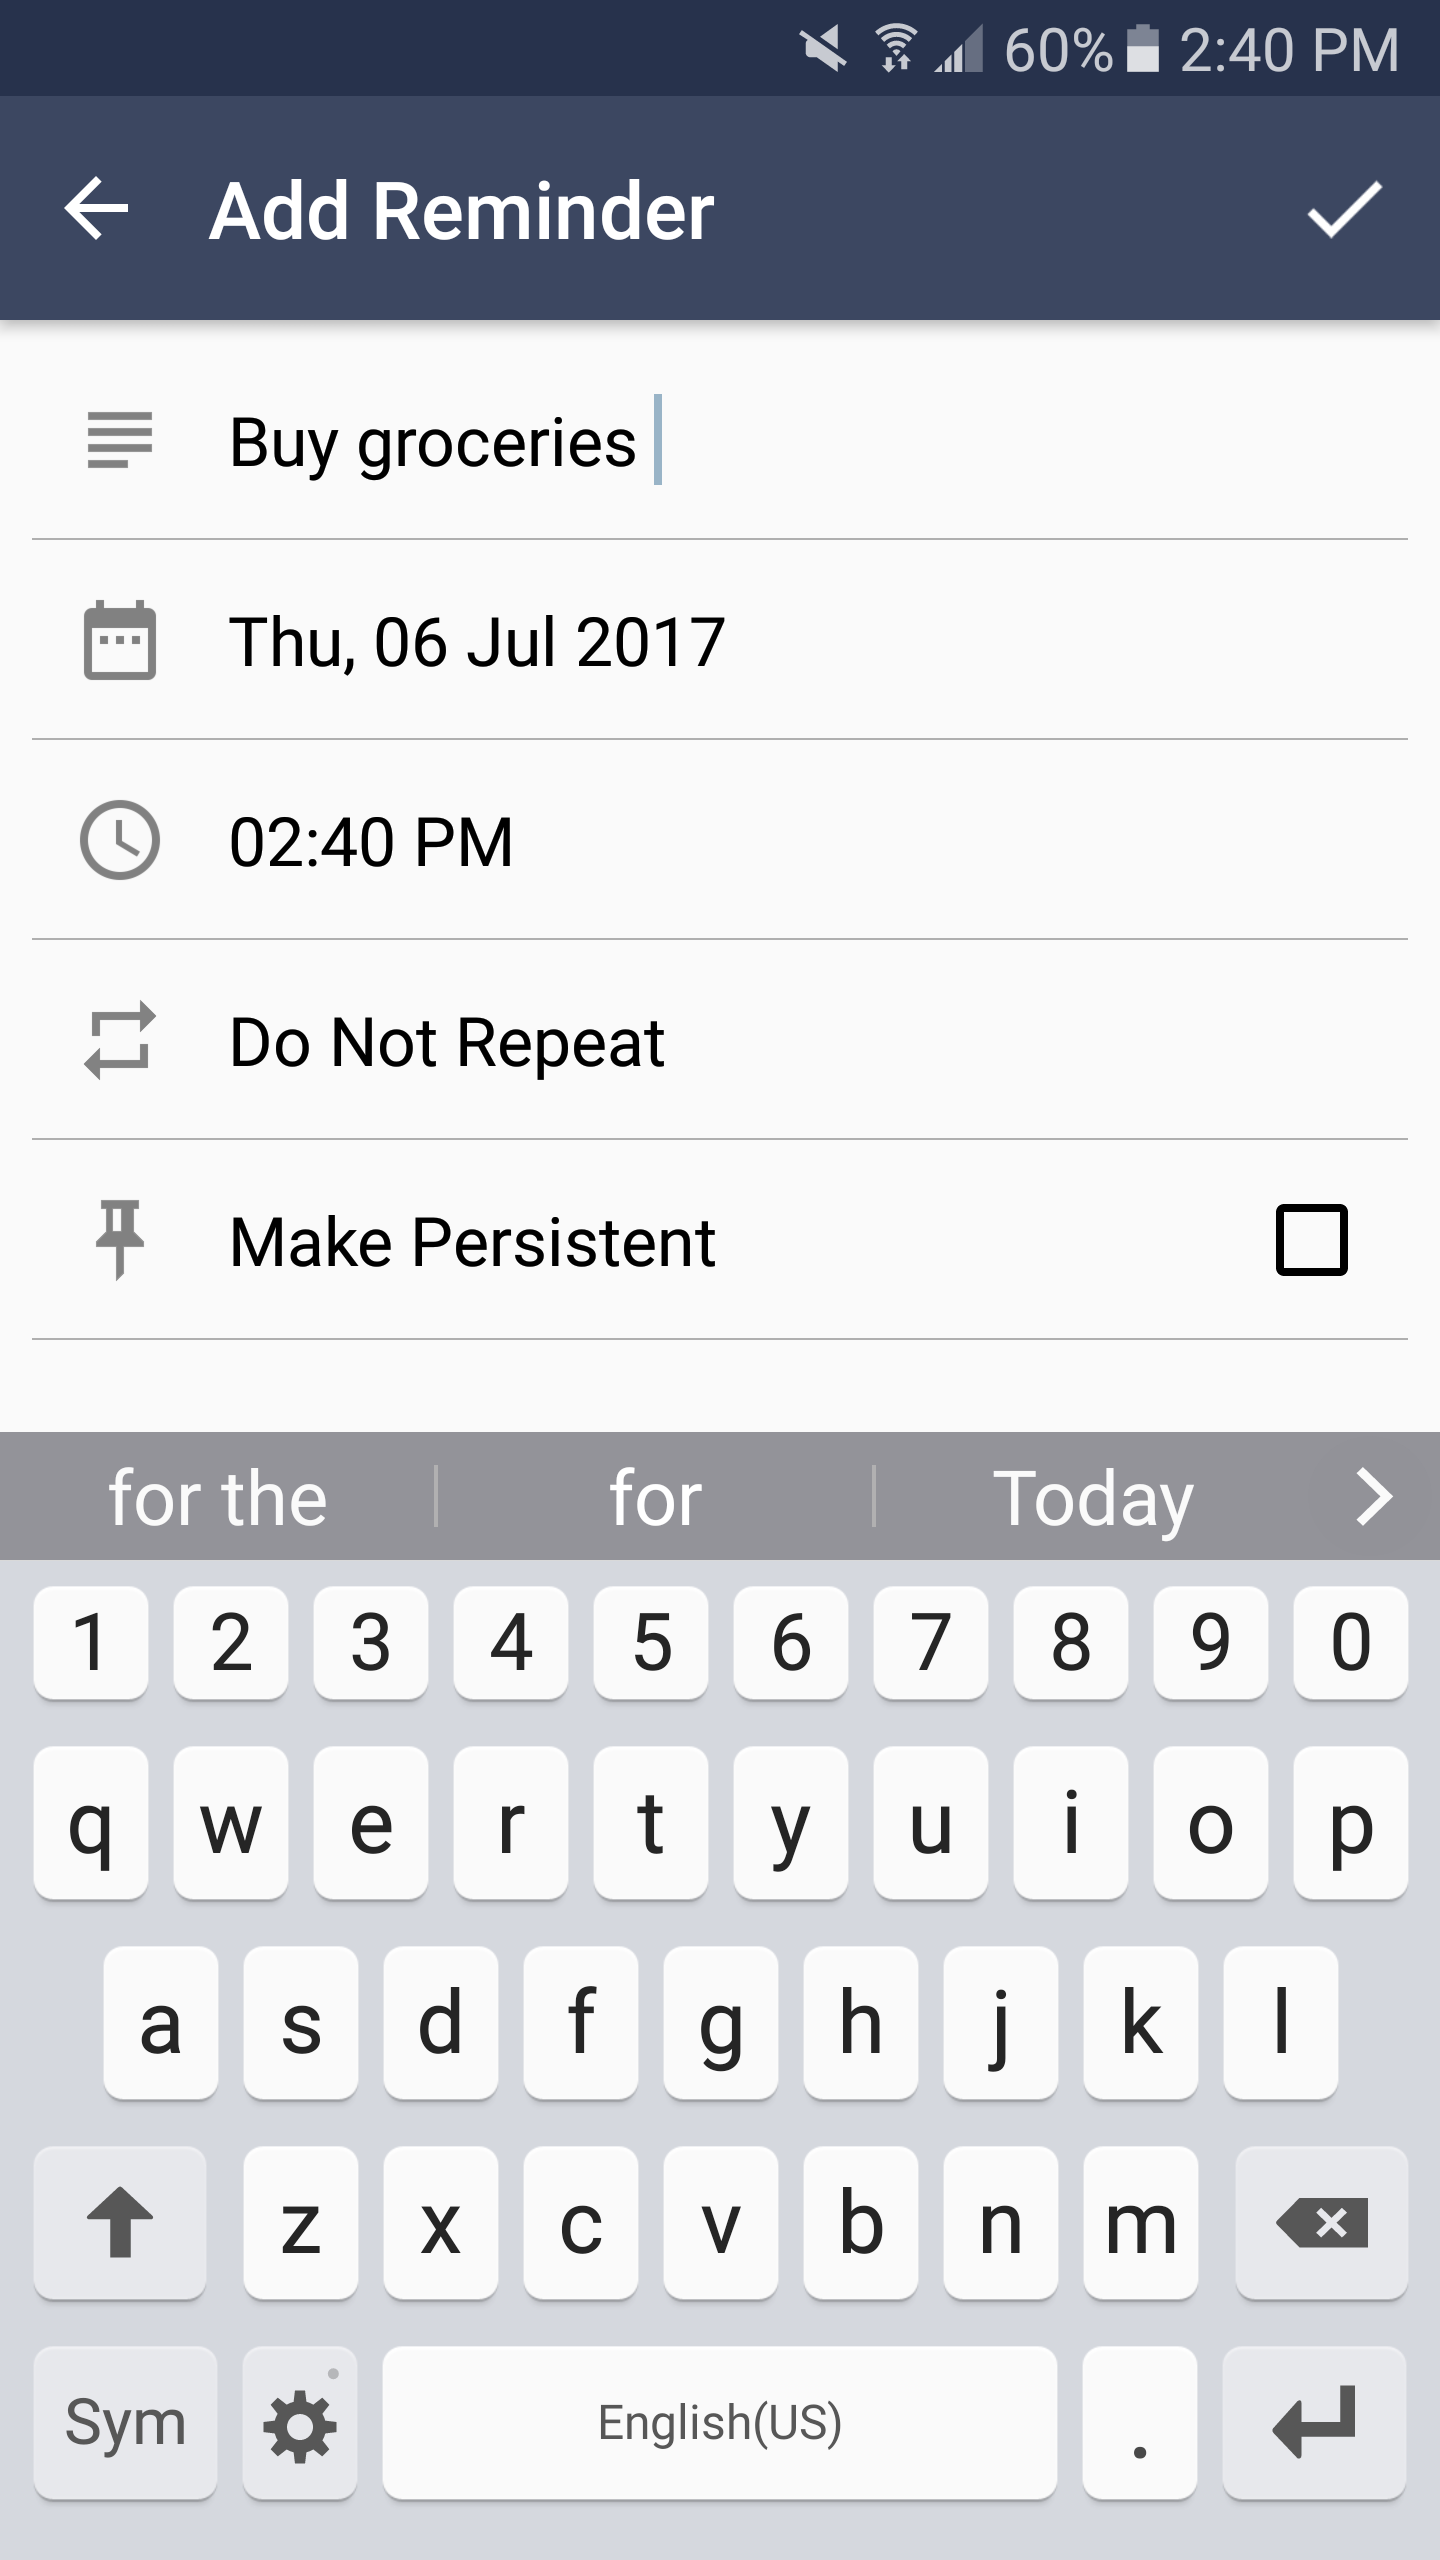 60% 2:40 PM
Add Reminder
Buy groceries
Thu, 06 Jul 2017
02:40 PM
Do Not Repeat
Make Persistent
for the for Today
1 2 3 4 5 6 7 8 9 0
q w e r t y u i o p
a s d f g h j k l
z x c v b n m
Sym English(US) .